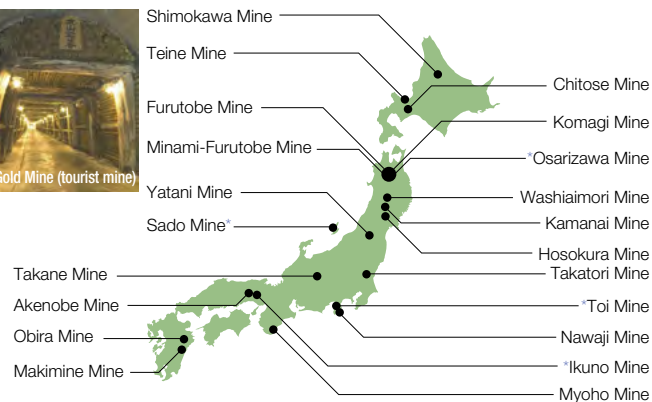 Gold Mine (tourist mine)
Shimokawa Mine
Teine Mine
Furutobe Mine
Minami-Furutobe Mine
Yatani Mine
Sado Mine*
Takane Mine
Akenobe Mine
Obira Mine
Makimine Mine
Chitose Mine
Komagi Mine
*Osarizawa Mine
Washiaimori Mine
Kamanai Mine
Hosokura Mine
Takatori Mine
*Toi Mine
Nawaji Mine
*Ikuno Mine
Myoho Mine